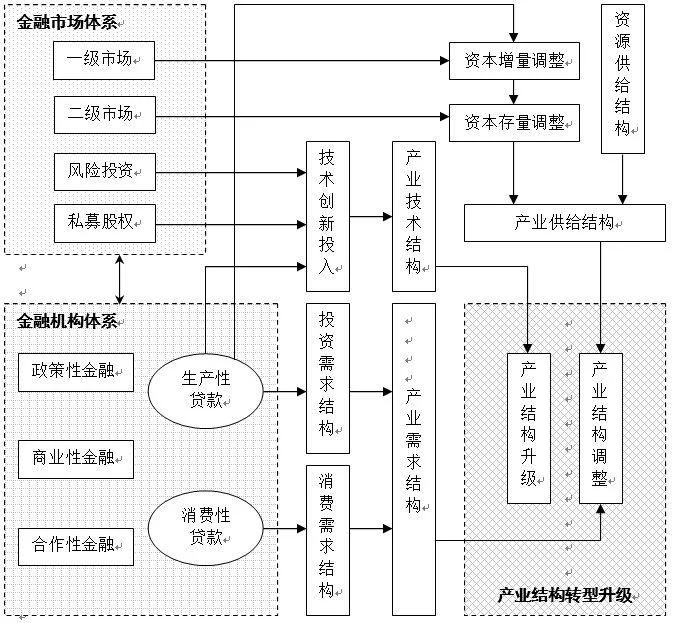 金融市场体系
一级市场
二级市场
风险投资
私募股权
资本增量调整
资本存量调整
资源供给结构
技术创新投入
产业技术结构
产业供给结构
金融机构体系
政策性金融
商业性金融
合作性金融
生产性
贷款
消费性
贷款
投资需求结构
消费需求结构
产业需求结构
产业结构升级
产业结构调整
产业结构转型升级